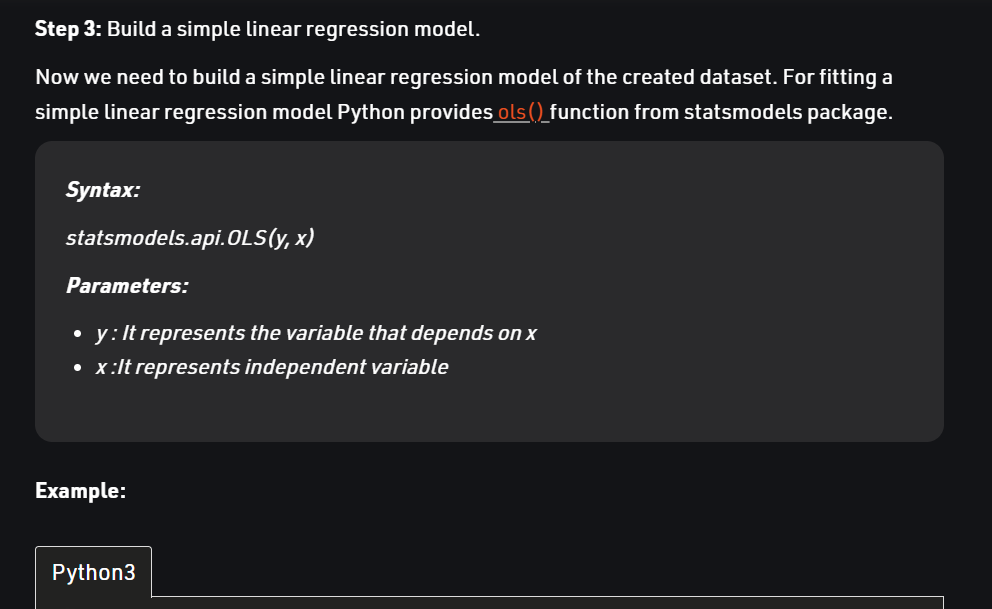 Step 3: Build a simple linear regression model.
Now we need to build a simple linear regression model of the created dataset. For fitting a
simple linear regression model Python provides ols() function from statsmodels package.
Syntax:
statsmodels.api.OLS(y, x)
Parameters:
• y : It represents the variable that depends on x
• x :It represents independent variable
Example:
Python3